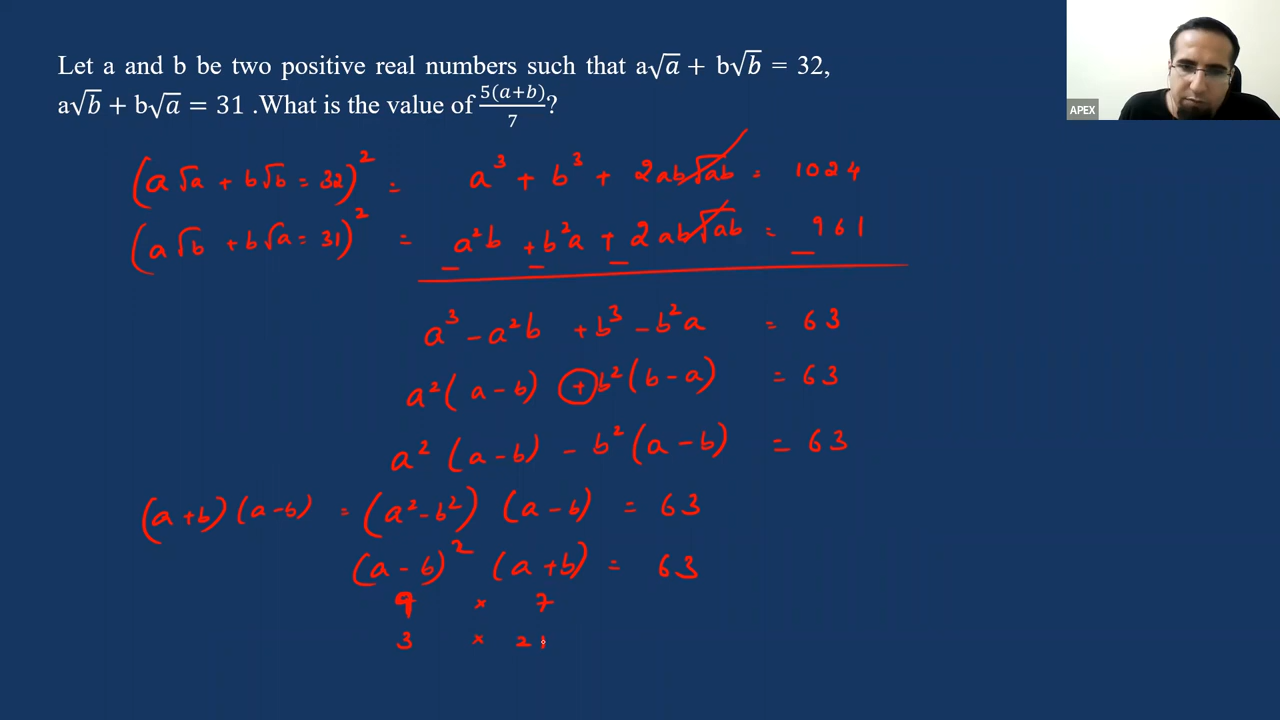 Let a and b be two positive real numbers such that a√a + b√b = 32,
APEX
a√b + b√a = 31 .What is the value of 5(a+b)/7?
(a√a + b√b = 32)² = a³ + b³ + 2ab√ab = 1024
(a√b + b√a = 31)² = a²b + b²a + 2ab√ab = 961
a³ - a²b + b³ - b²a = 63
a²(a - b) + b²(b - a) = 63
a²(a - b) - b²(a - b) = 63
(a+b)(a-b) = (a² - b²)(a - b) = 63
(a - b)²(a + b) = 63
9 × 7
3 × 21